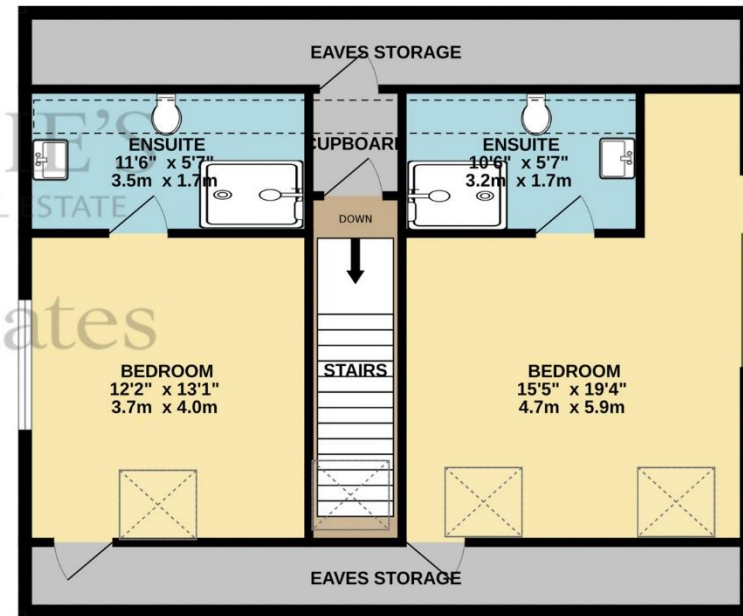 EAVES STORAGE
ENSUITE
11'6" x 5'7"
3.5m x 1.7m
CUPBOARD
ENSUITE
10'6" x 5'7"
3.2m x 1.7m
ESTATE
DOWN
ates
BEDROOM
12'2" x 13'1"
3.7m x 4.0m
STAIRS
BEDROOM
15'5" x 19'4"
4.7m x 5.9m
EAVES STORAGE